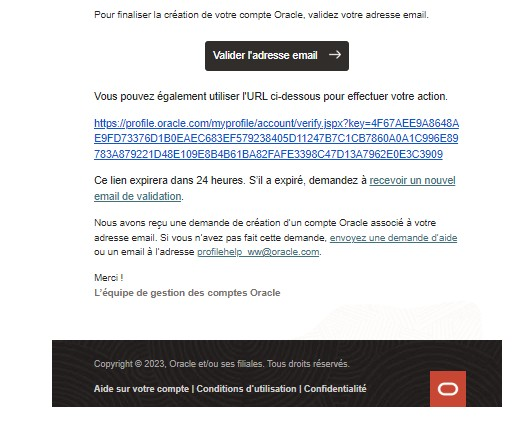 Pour finaliser la création de votre compte Oracle, validez votre adresse email.
Valider l'adresse email →
Vous pouvez également utiliser l'URL ci-dessous pour effectuer votre action.
https://profile.oracle.com/myprofile/account/verify.jspx?key=4F67AEE9A8648A
E9FD73376D1B0EAEC683EF579238405D11247B7C1CB7860A0A1C996E89
783A879221D48E109E8B4B61BA82FAFE3398C47D13A7962E0E3C3909
Ce lien expirera dans 24 heures. S'il a expiré, demandez à recevoir un nouvel
email de validation.
Nous avons reçu une demande de création d'un compte Oracle associé à votre
adresse email. Si vous n'avez pas fait cette demande, envoyez une demande d'aide
ou un email à l'adresse profilehelp_ww@oracle.com.
Merci !
L'équipe de gestion des comptes Oracle
Copyright © 2023, Oracle et/ou ses filiales. Tous droits réservés.
Aide sur votre compte | Conditions d'utilisation | Confidentialité